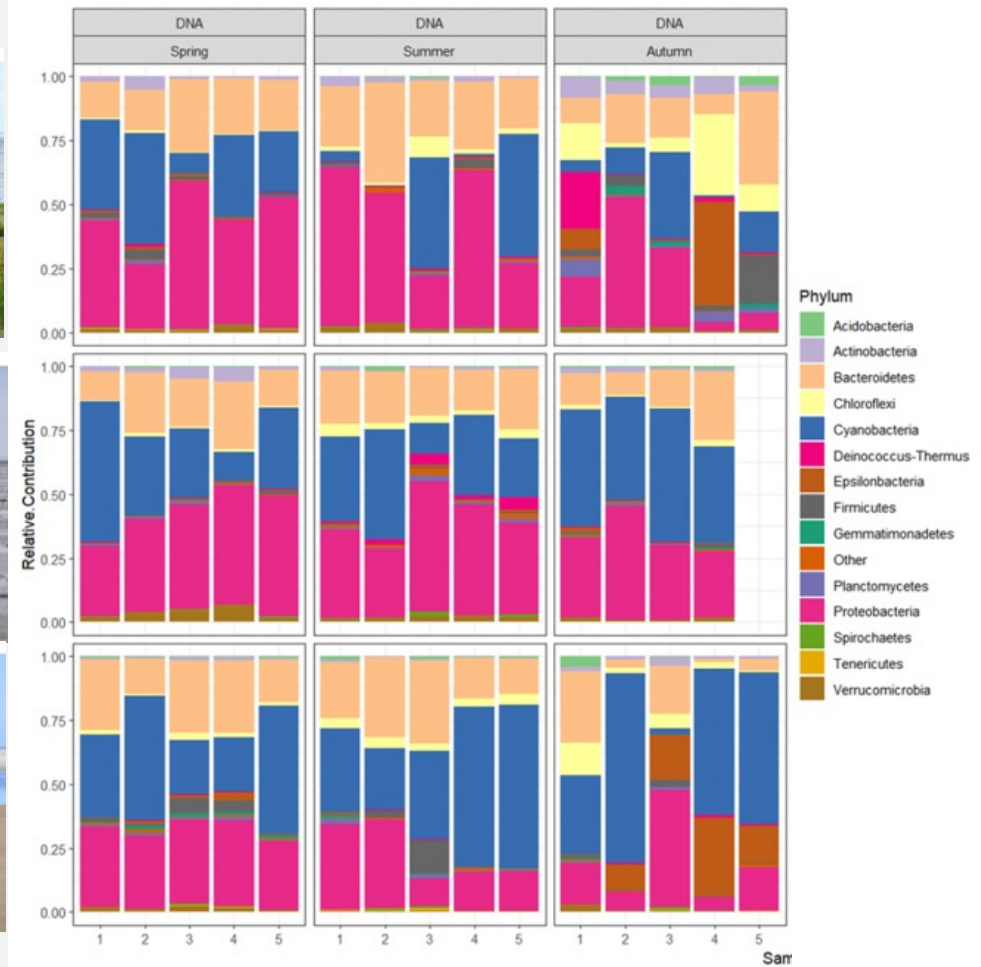 DNA DNA DNA
Spring Summer Autumn
1.00
0.75
0.50
0.25
0.00
1.00
0.75
0.50
0.25
0.00
1.00
0.75
0.50
0.25
0.00
Relative.Contribution
1 2 3 4 5 1 2 3 4 5 1 2 3 4 5
Sam
Phylum
Acidobacteria
Actinobacteria
Bacteroidetes
Chloroflexi
Cyanobacteria
Deinococcus-Thermus
Epsilonbacteria
Firmicutes
Gemmatimonadetes
Other
Planctomycetes
Proteobacteria
Spirochaetes
Tenericutes
Verrucomicrobia